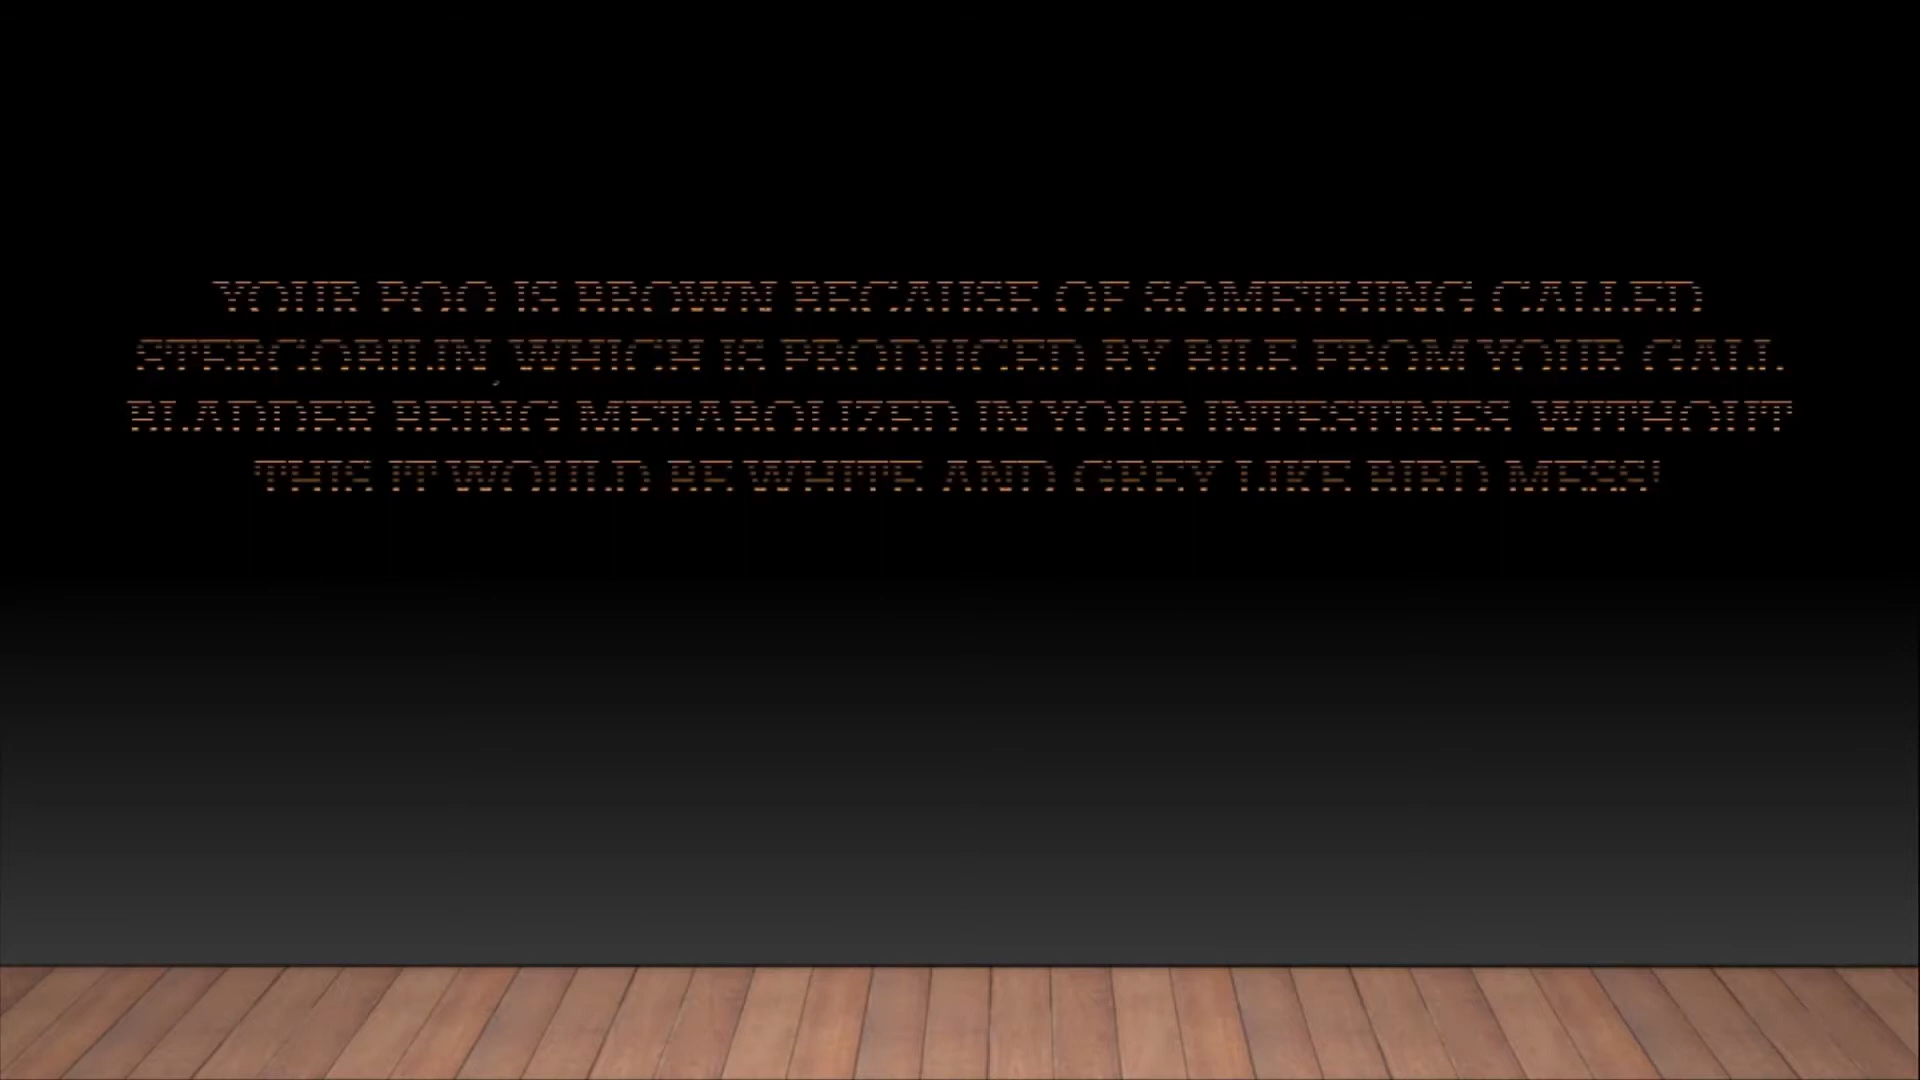 YOUR POO IS BROWN BECAUSE OF SOMETHING CALLED
STERCOBILIN, WHICH IS PRODUCED BY BILE FROM YOUR GALL
BLADDER BEING METABOLIZED IN YOUR INTESTINES. WITHOUT
THIS IT WOULD BE WHITE AND GREY LIKE BIRD MESS!